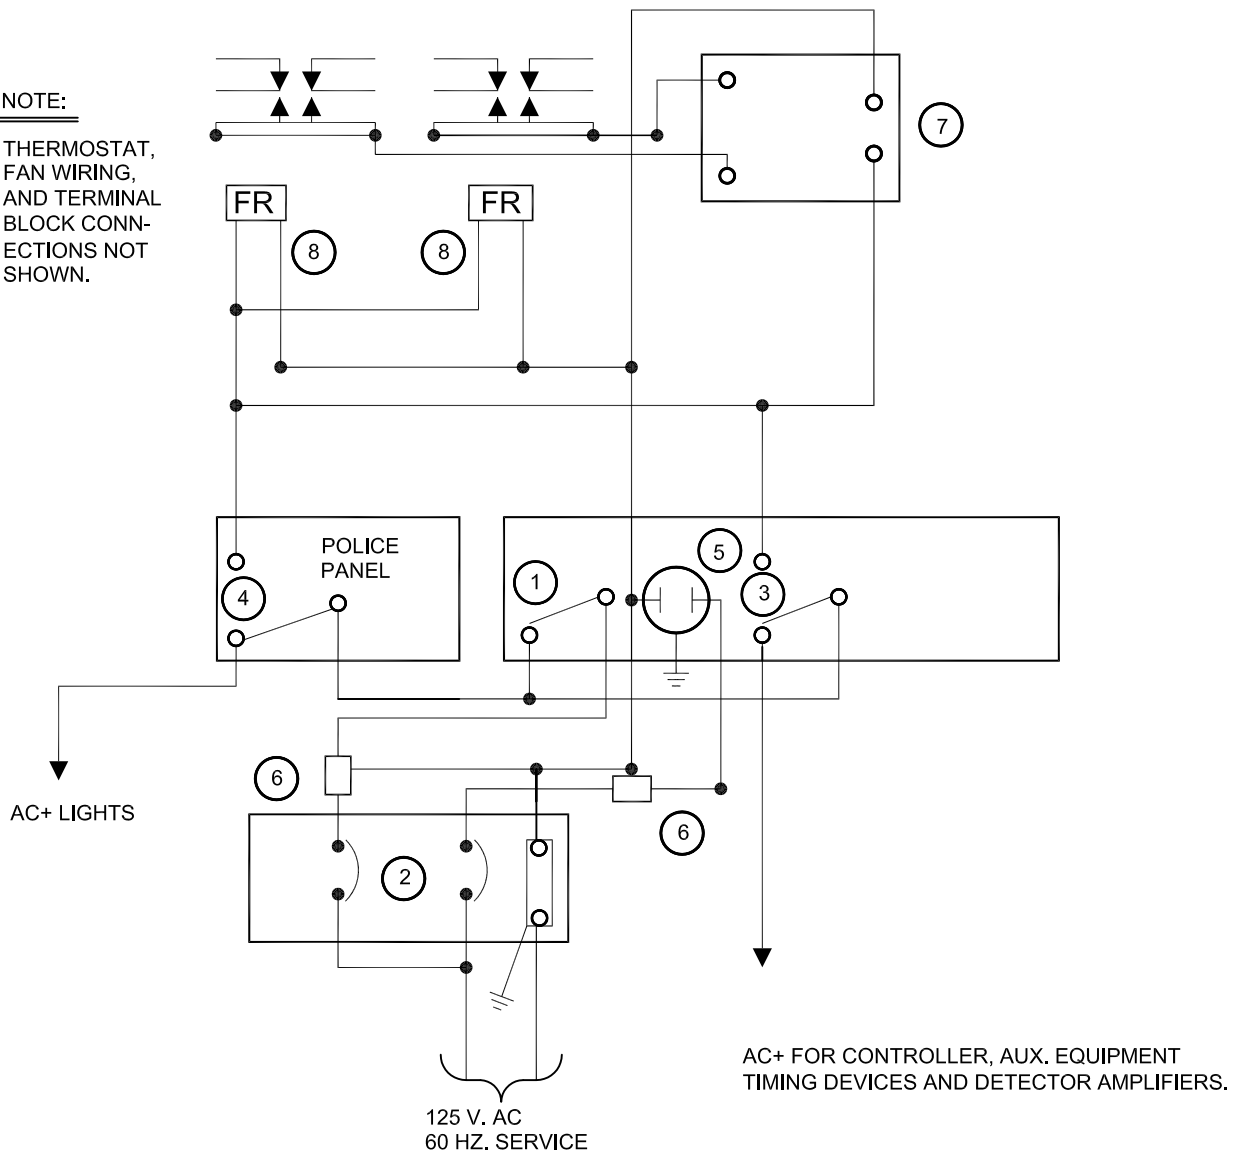 NOTE:
THERMOSTAT,
FAN WIRING,
AND TERMINAL
BLOCK CONN-
ECTIONS NOT
SHOWN.
7
FR
FR
8
8
POLICE
PANEL
4
1
5
3
6
AC+ LIGHTS
6
2
125 V. AC
60 HZ. SERVICE
AC+ FOR CONTROLLER, AUX. EQUIPMENT
TIMING DEVICES AND DETECTOR AMPLIFIERS.